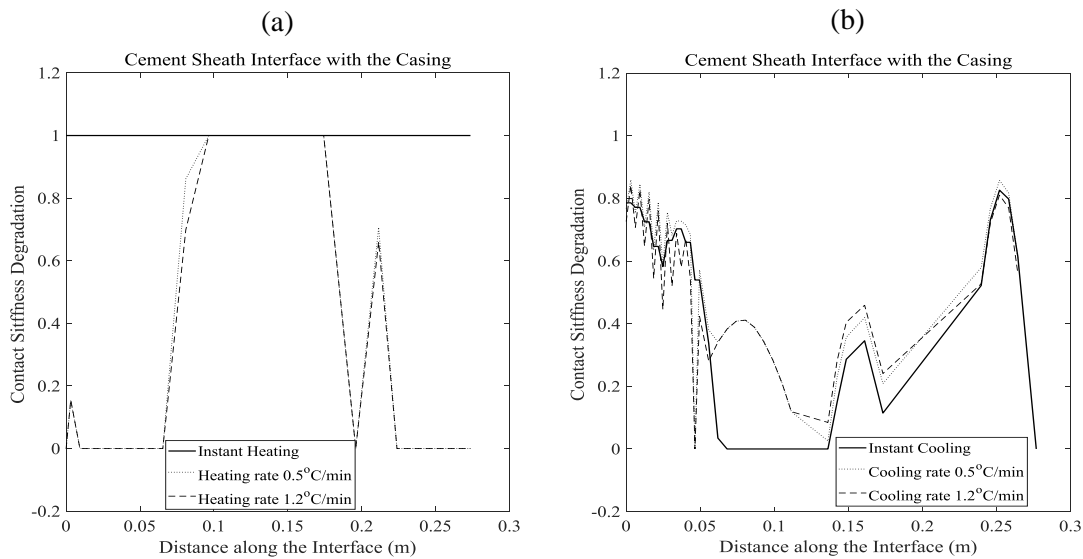 (a)
Cement Sheath Interface with the Casing
1.2
1
0.8
0.6
0.4
0.2
0
-0.2
Contact Sitffness Degradation
Instant Heating
Heating rate 0.5°C/min
Heating rate 1.2°C/min
0 0.05 0.1 0.15 0.2 0.25 0.3
Distance along the Interface (m)
(b)
Cement Sheath Interface with the Casing
1.2
1
0.8
0.6
0.4
0.2
0
-0.2
Contact Sitffness Degradation
Instant Cooling
Cooling rate 0.5°C/min
Cooling rate 1.2°C/min
0 0.05 0.1 0.15 0.2 0.25 0.3
Distance along the Interface (m)